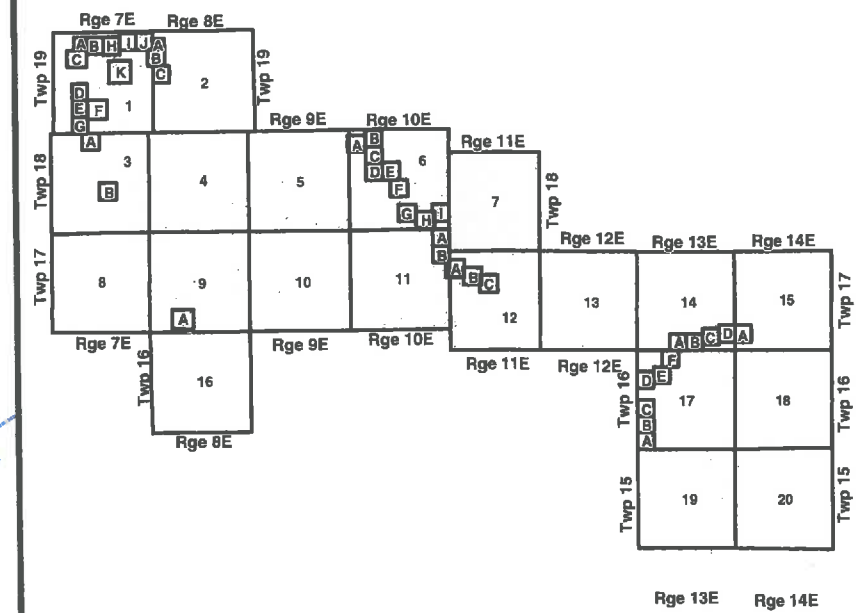 Rge 7E Rge 8E
A B H I J A
C B
K C
Twp 19 2 Twp 19
D
E F 1
G
Rge 9E Rge 10E
A B
A
3 C 6 Rge 11E
D E
Twp 18 4 5 F 7 Twp 18
B
G H I
A Rge 12E Rge 13E Rge 14E
B
Twp 17 8 9 10 11 A B C
12 13 14 15 Twp 17
A
Rge 7E Rge 9E Rge 10E
A B C D A
Rge 11E Rge 12E F
Twp 16 16 Twp 16 D E
17 18 Twp 16
C
B
A
Rge 8E
Twp 15 19 20 Twp 15
Rge 13E Rge 14E